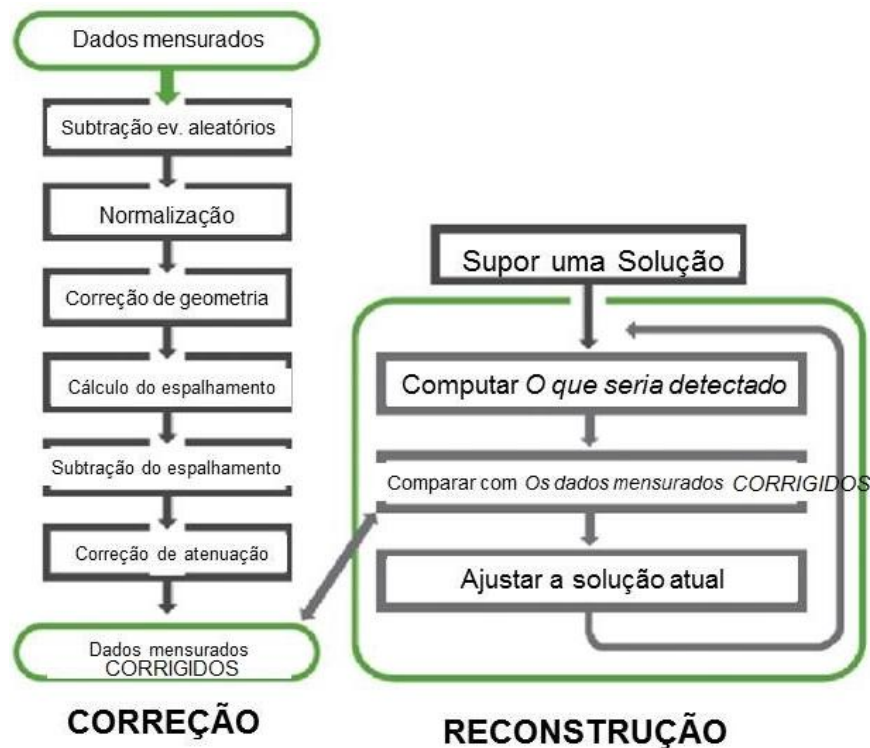 Dados mensurados
Subtração ev. aleatórios
Normalização
Correção de geometria
Cálculo do espalhamento
Subtração do espalhamento
Correção de atenuação
Dados mensurados
CORRIGIDOS
CORREÇÃO
Supor uma Solução
Computar O que seria detectado
Comparar com Os dados mensurados CORRIGIDOS
Ajustar a solução atual
RECONSTRUÇÃO